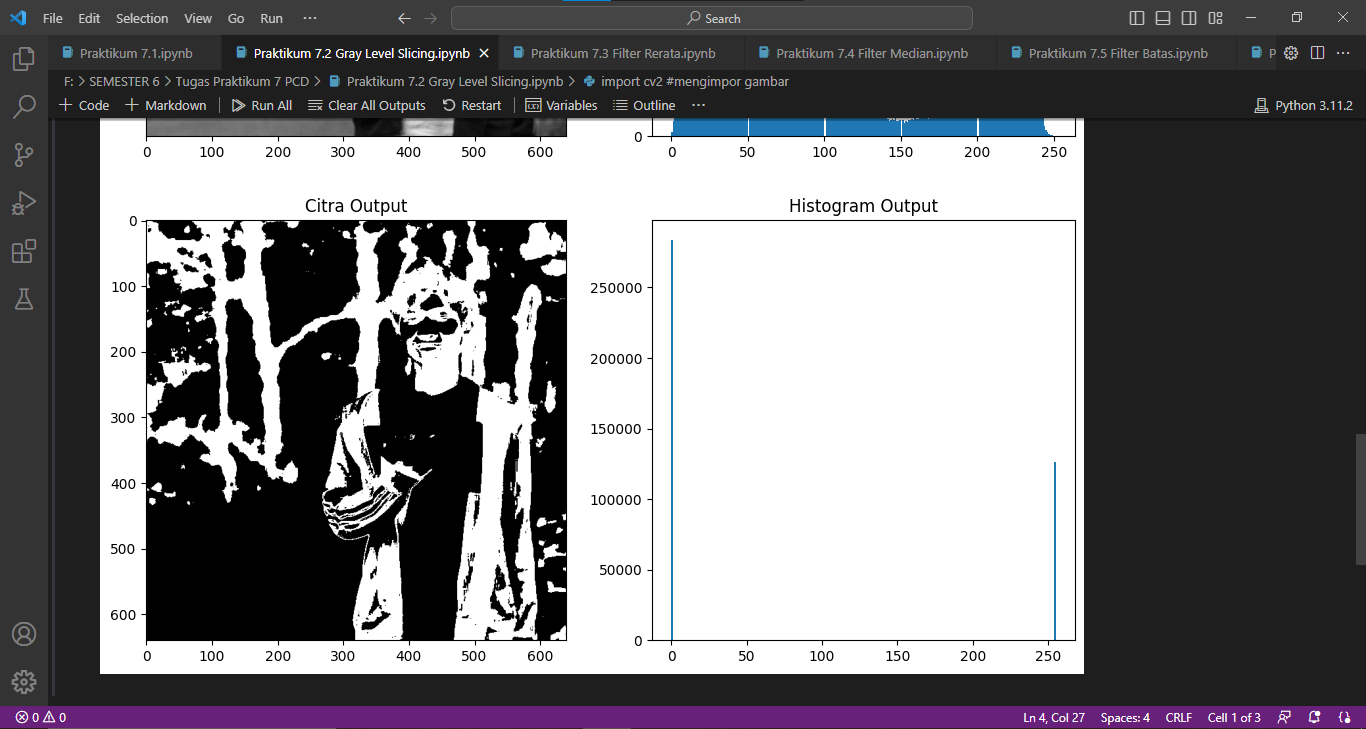 File Edit Selection View Go Run ··· Search
Praktikum 7.1.ipynb Praktikum 7.2 Gray Level Slicing.ipynb Praktikum 7.3 Filter Rerata.ipynb Praktikum 7.4 Filter Median.ipynb Praktikum 7.5 Filter Batas.ipynb P ···
F: > SEMESTER 6 > Tugas Praktikum 7 PCD > Praktikum 7.2 Gray Level Slicing.ipynb > import cv2 #mengimpor gambar
+ Code + Markdown Run All Clear All Outputs Restart Variables Outline ··· Python 3.11.2
0
0 100 200 300 400 500 600
0 50 100 150 200 250
Citra Output
0
100
200
300
400
500
600
0 100 200 300 400 500 600
Histogram Output
250000
200000
150000
100000
50000
0
0 50 100 150 200 250
0 0 Ln 4, Col 27 Spaces: 4 CRLF Cell 1 of 3